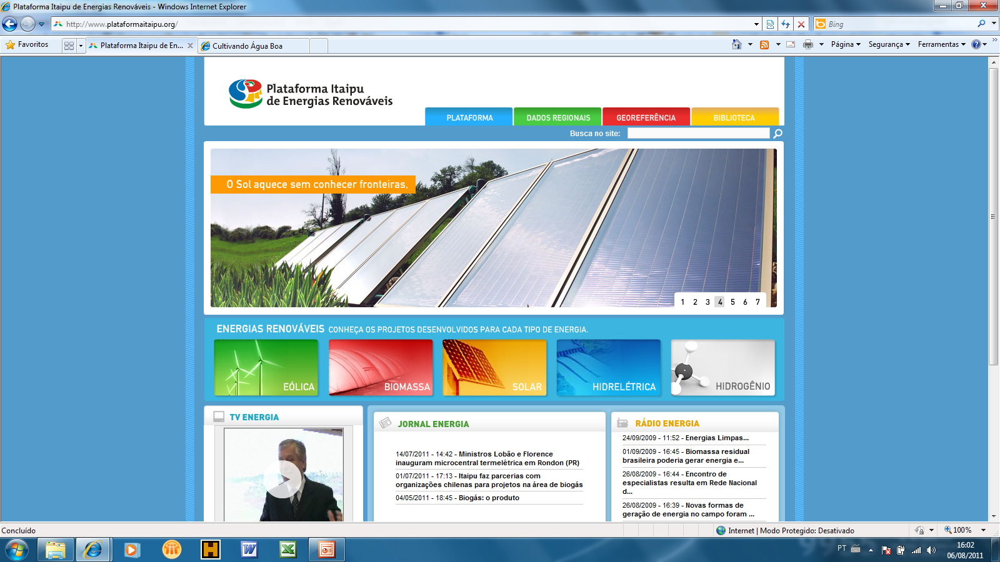 Plataforma Itaipu de Energias Renováveis - Windows Internet Explorer
http://www.plataformaitaipu.org/
Bing
Favoritos
Plataforma Itaipu de En...
Cultivando Água Boa
Página
Segurança
Ferramentas
Plataforma Itaipu
de Energias Renováveis
PLATAFORMA
DADOS REGIONAIS
GEOREFERÊNCIA
BIBLIOTECA
Busca no site:
O Sol aquece sem conhecer fronteiras.
1 2 3 4 5 6 7
ENERGIAS RENOVÁVEIS CONHEÇA OS PROJETOS DESENVOLVIDOS PARA CADA TIPO DE ENERGIA.
EÓLICA
BIOMASSA
SOLAR
HIDRELÉTRICA
HIDROGÊNIO
TV ENERGIA
JORNAL ENERGIA
14/07/2011 - 14:42 - Ministros Lobão e Florence
inauguram microcentral termelétrica em Rondon (PR)
01/07/2011 - 17:13 - Itaipu faz parcerias com
organizações chilenas para projetos na área de biogás
04/05/2011 - 18:45 - Biogás: o produto
RÁDIO ENERGIA
24/09/2009 - 11:52 - Energias Limpas...
01/09/2009 - 16:45 - Biomassa residual
brasileira poderia gerar energia e...
26/08/2009 - 16:44 - Encontro de
especialistas resulta em Rede Nacional
d...
26/08/2009 - 16:39 - Novas formas de
geração de energia no campo foram ...
Concluído
Internet | Modo Protegido: Desativado
100%
PT
16:02
06/08/2011